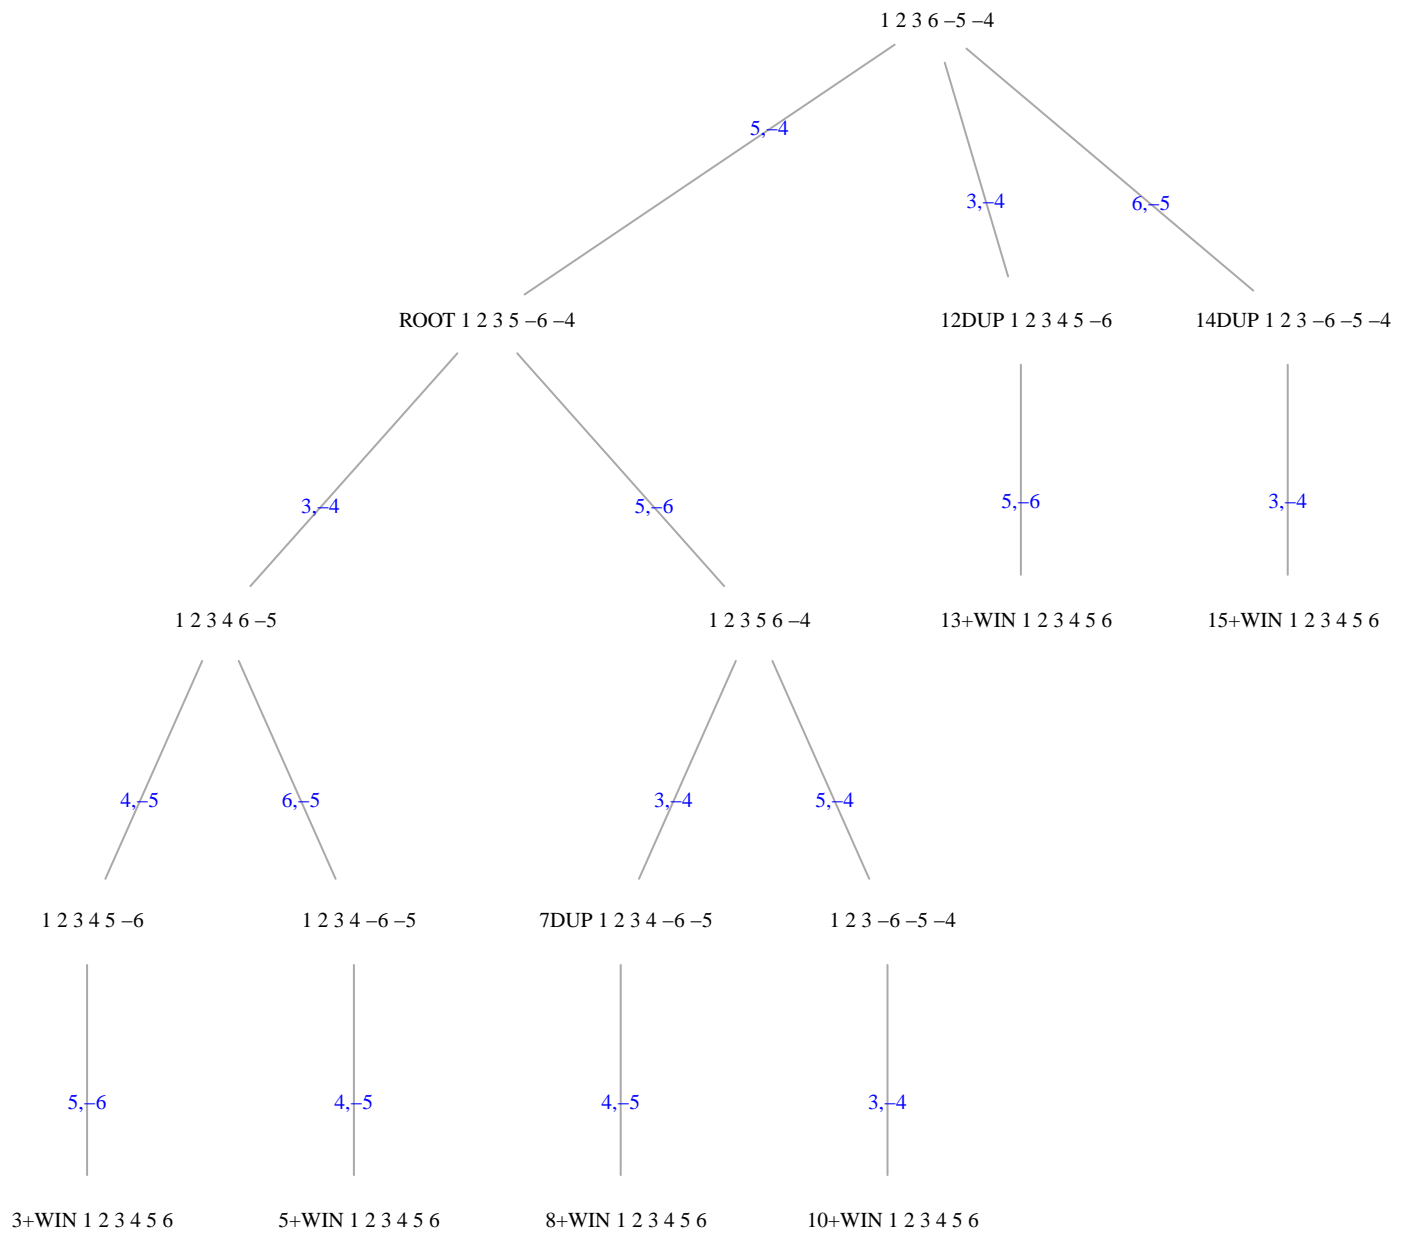 1 2 3 6 –5 –4
5,–4
3,–4
6,–5
ROOT 1 2 3 5 –6 –4
12DUP 1 2 3 4 5 –6
14DUP 1 2 3 –6 –5 –4
3,–4
5,–6
5,–6
3,–4
1 2 3 4 6 –5
1 2 3 5 6 –4
13+WIN 1 2 3 4 5 6
15+WIN 1 2 3 4 5 6
4,–5
6,–5
3,–4
5,–4
1 2 3 4 5 –6
1 2 3 4 –6 –5
7DUP 1 2 3 4 –6 –5
1 2 3 –6 –5 –4
5,–6
4,–5
4,–5
3,–4
3+WIN 1 2 3 4 5 6
5+WIN 1 2 3 4 5 6
8+WIN 1 2 3 4 5 6
10+WIN 1 2 3 4 5 6